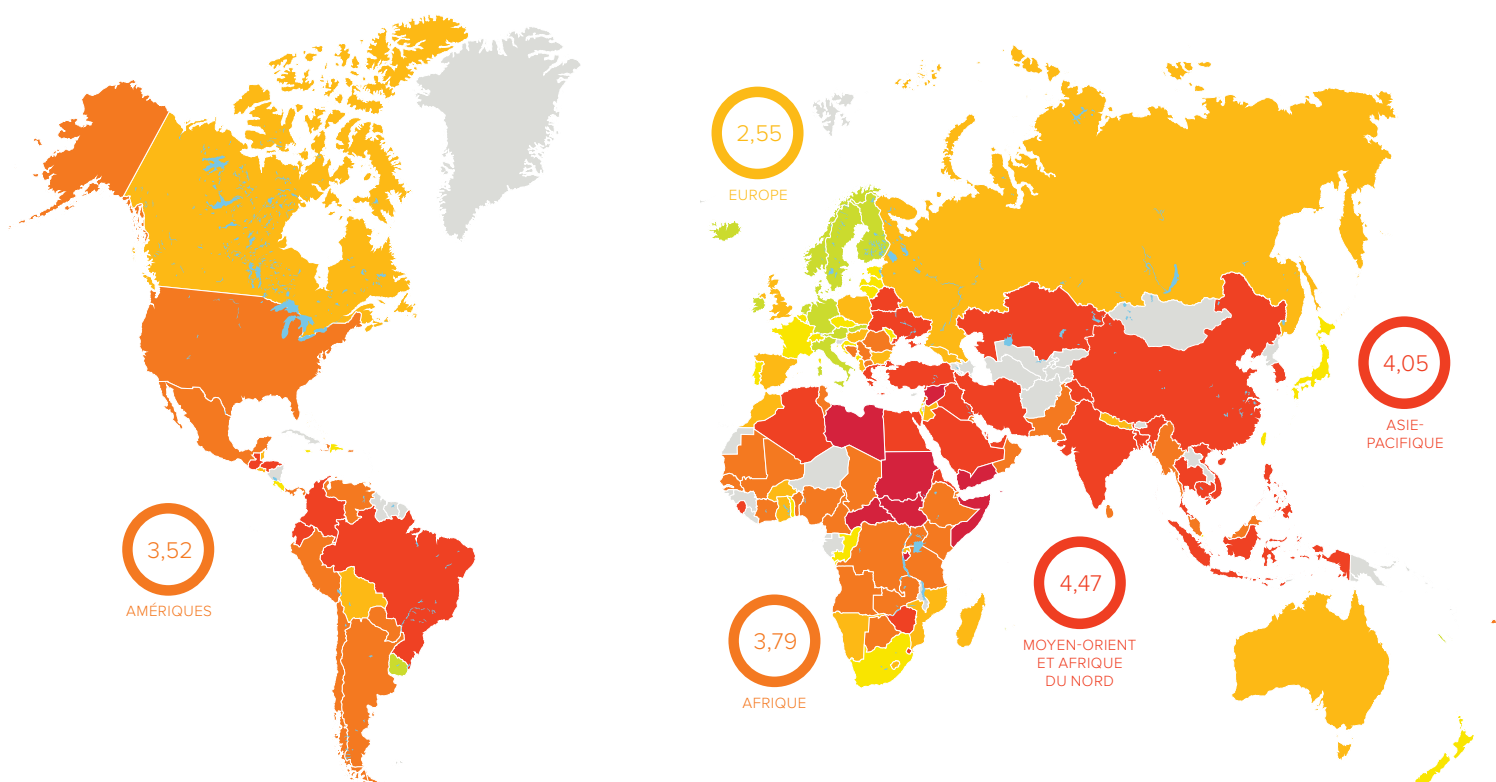 2,55
EUROPE
4,05
ASIE-
PACIFIQUE
3,52
AMÉRIQUES
4,47
MOYEN-ORIENT
ET AFRIQUE
DU NORD
3,79
AFRIQUE